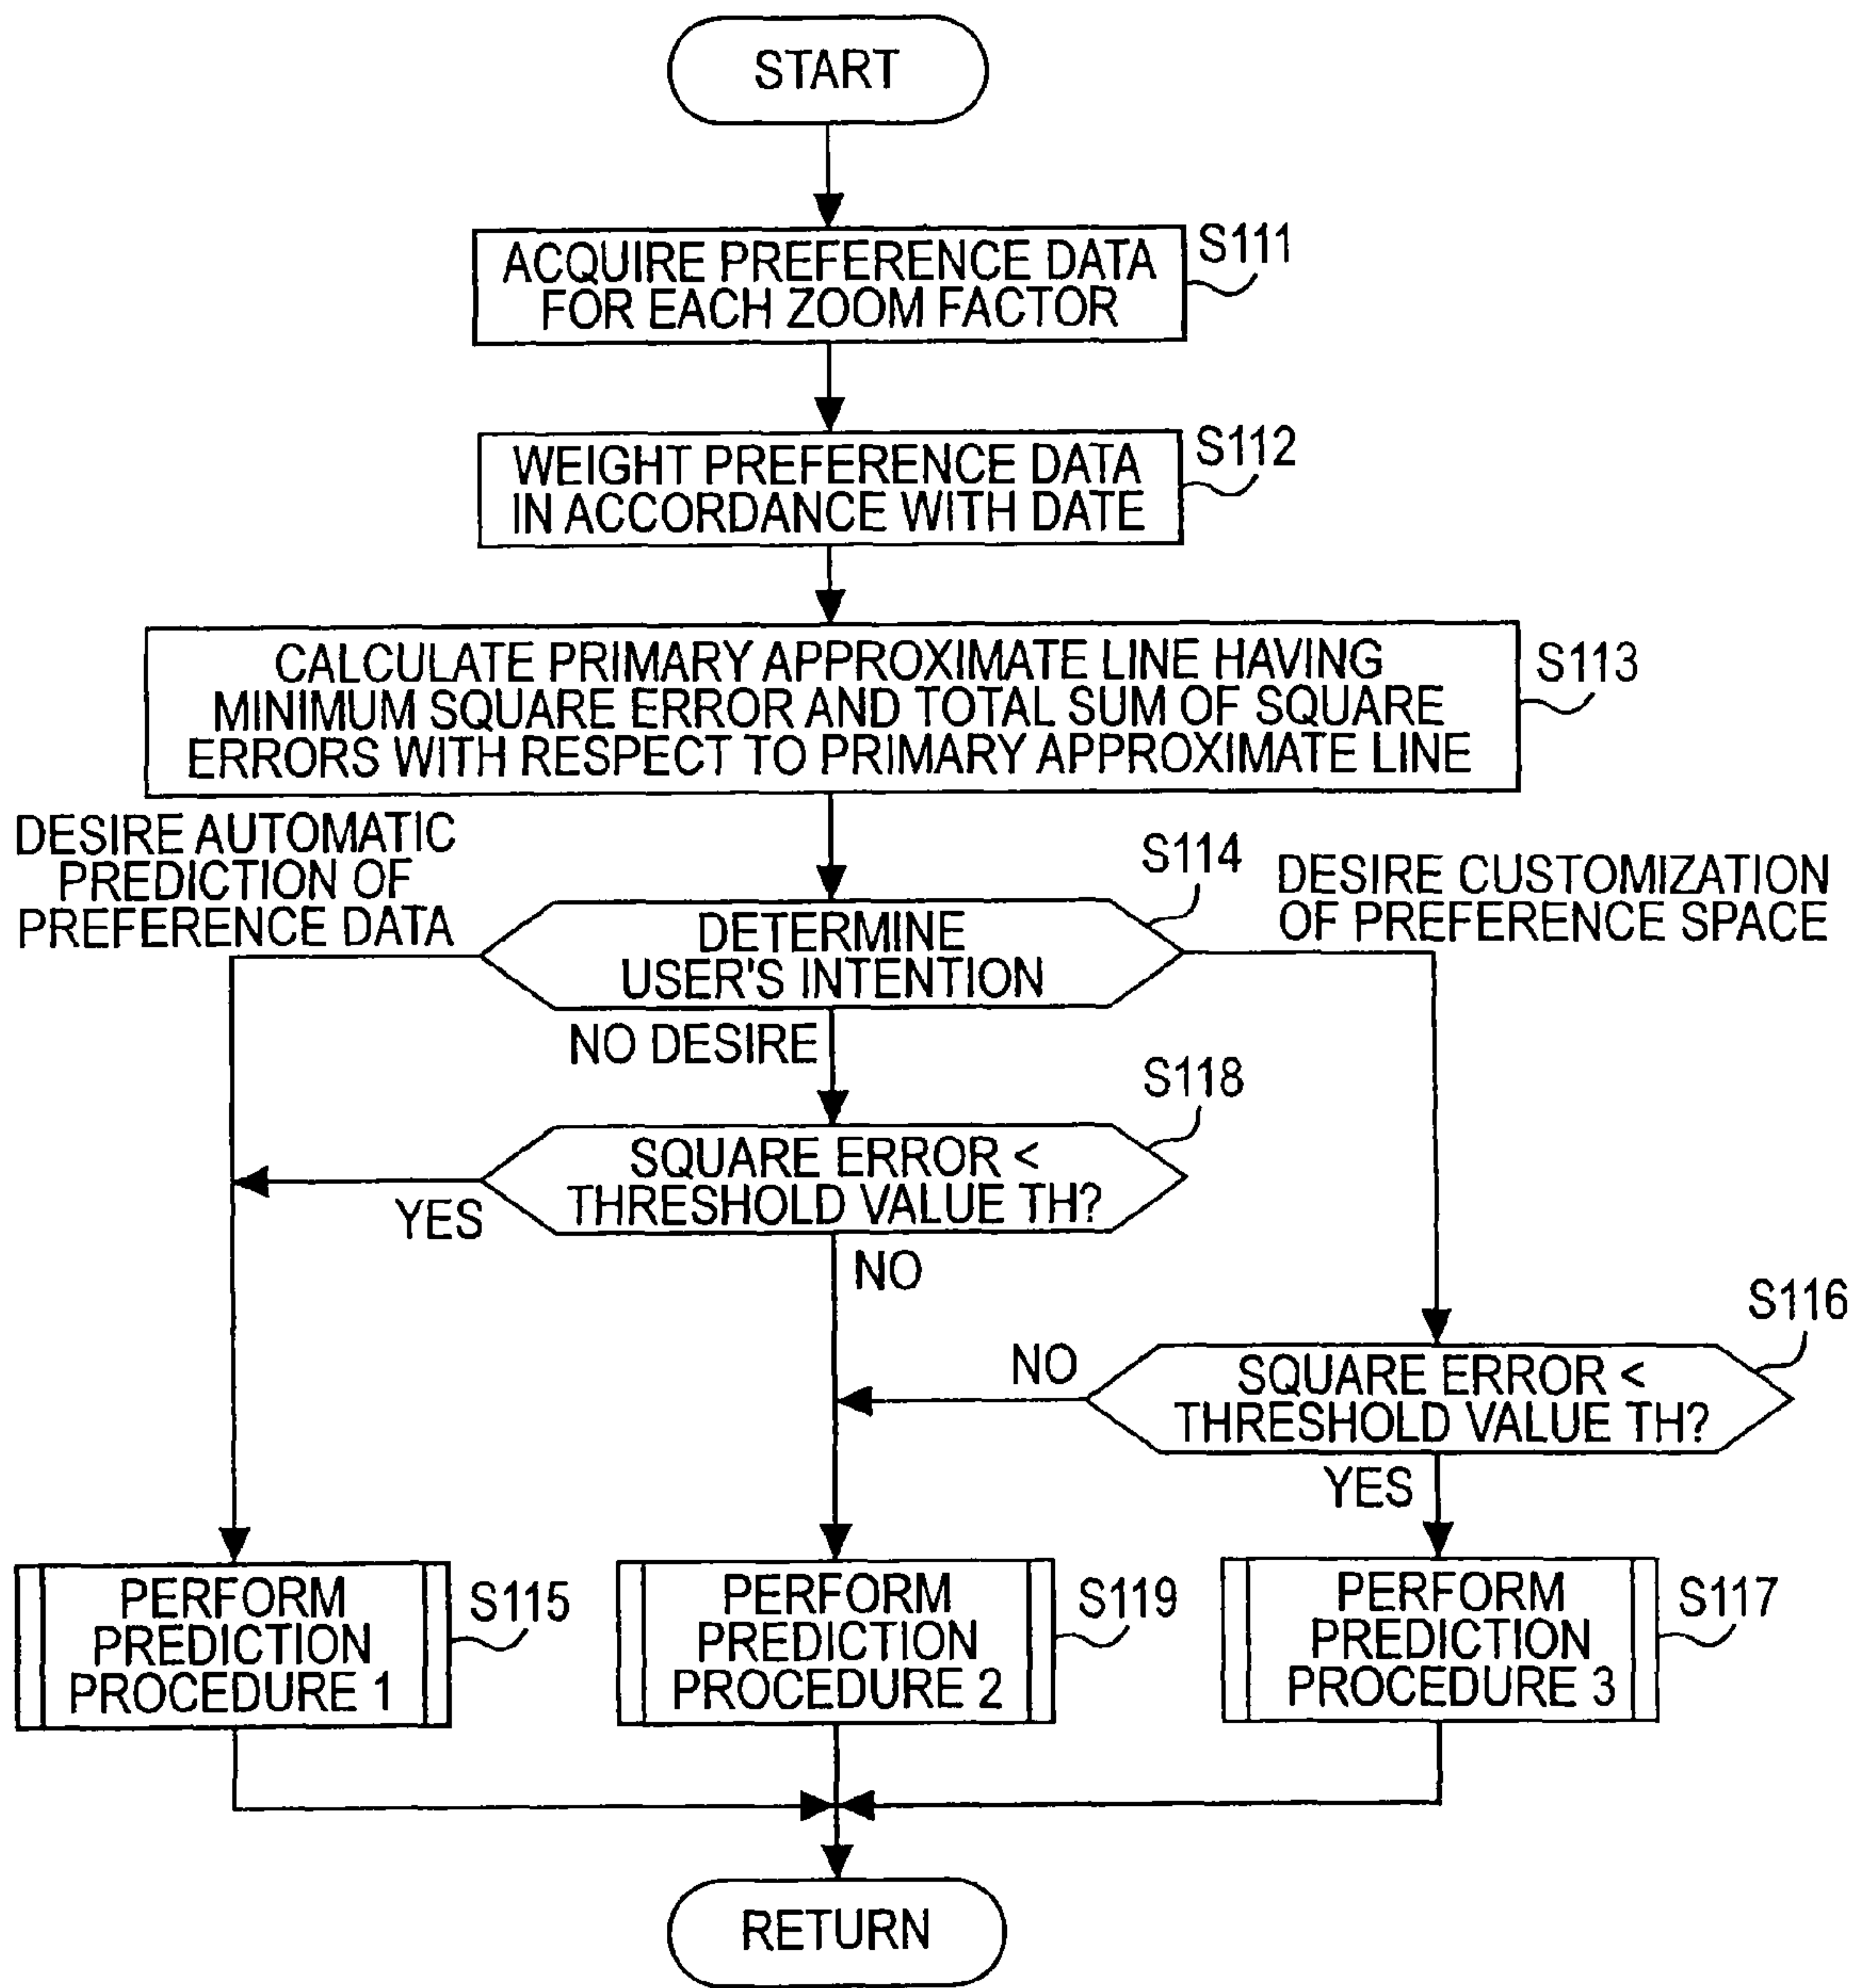 START
ACQUIRE PREFERENCE DATA
FOR EACH ZOOM FACTOR
S111
WEIGHT PREFERENCE DATA
IN ACCORDANCE WITH DATE
S112
CALCULATE PRIMARY APPROXIMATE LINE HAVING
MINIMUM SQUARE ERROR AND TOTAL SUM OF SQUARE
ERRORS WITH RESPECT TO PRIMARY APPROXIMATE LINE
S113
DESIRE AUTOMATIC
PREDICTION OF
PREFERENCE DATA
S114
DETERMINE
USER'S INTENTION
DESIRE CUSTOMIZATION
OF PREFERENCE SPACE
NO DESIRE
S118
SQUARE ERROR <
THRESHOLD VALUE TH?
YES
NO
S116
NO
SQUARE ERROR <
THRESHOLD VALUE TH?
YES
PERFORM
PREDICTION
PROCEDURE 1
S115
PERFORM
PREDICTION
PROCEDURE 2
S119
PERFORM
PREDICTION
PROCEDURE 3
S117
RETURN